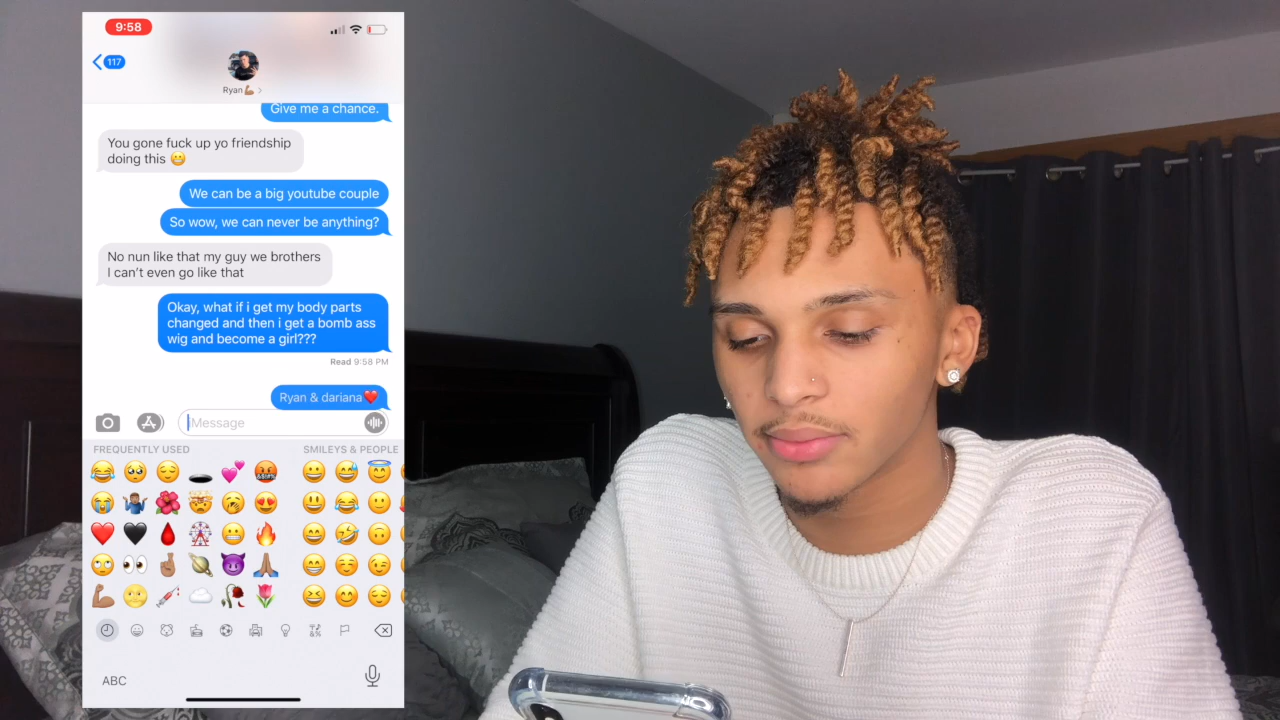 9:58
117
Ryan💪🏽 >
Give me a chance.
You gone fuck up yo friendship
doing this 😬
We can be a big youtube couple
So wow, we can never be anything?
No nun like that my guy we brothers
I can't even go like that
Okay, what if i get my body parts
changed and then i get a bomb ass
wig and become a girl???
Read 9:58 PM
Ryan & dariana❤️
Message
FREQUENTLY USED SMILEYS & PEOPLE
ABC